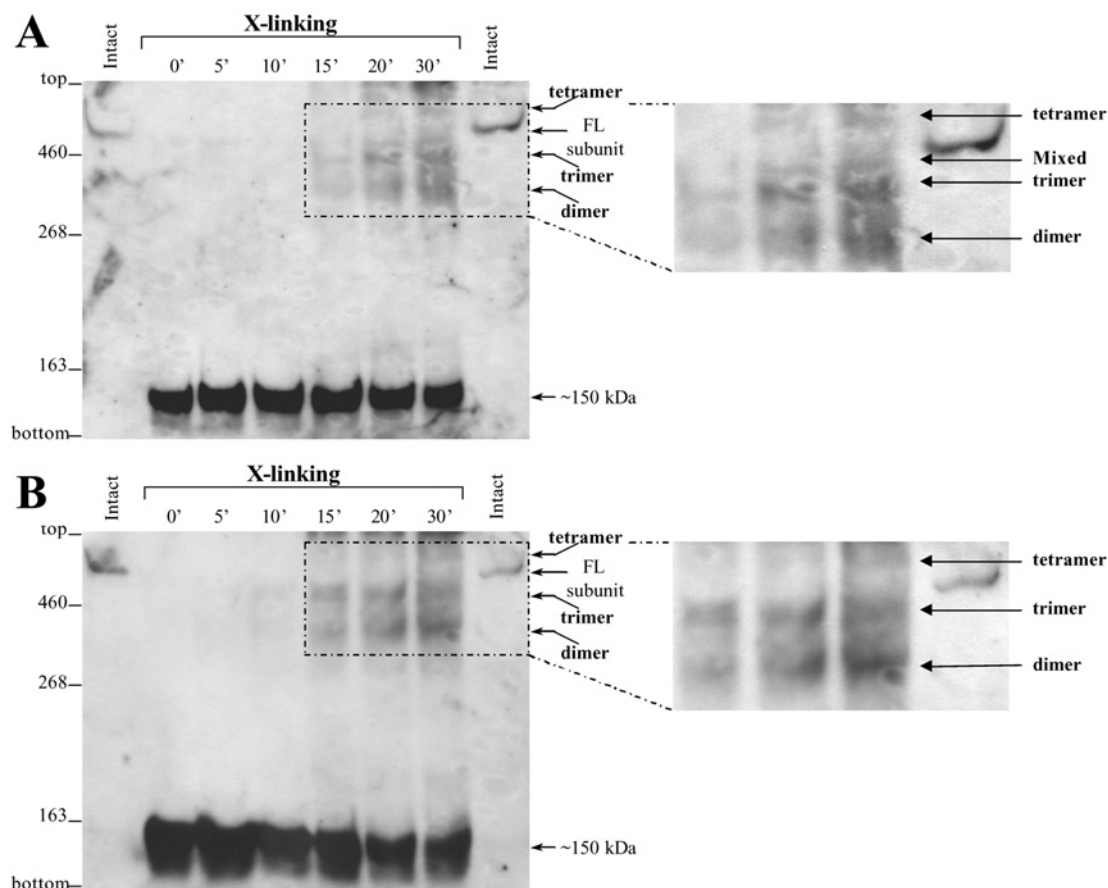 A
Intact
X-linking
Intact
0’ 5’ 10’ 15’ 20’ 30’
top
tetramer
FL
subunit
trimer
dimer
460
268
163
~150 kDa
bottom
tetramer
Mixed
trimer
dimer
B
Intact
X-linking
Intact
0’ 5’ 10’ 15’ 20’ 30’
top
tetramer
FL
subunit
trimer
dimer
460
268
163
~150 kDa
bottom
tetramer
trimer
dimer